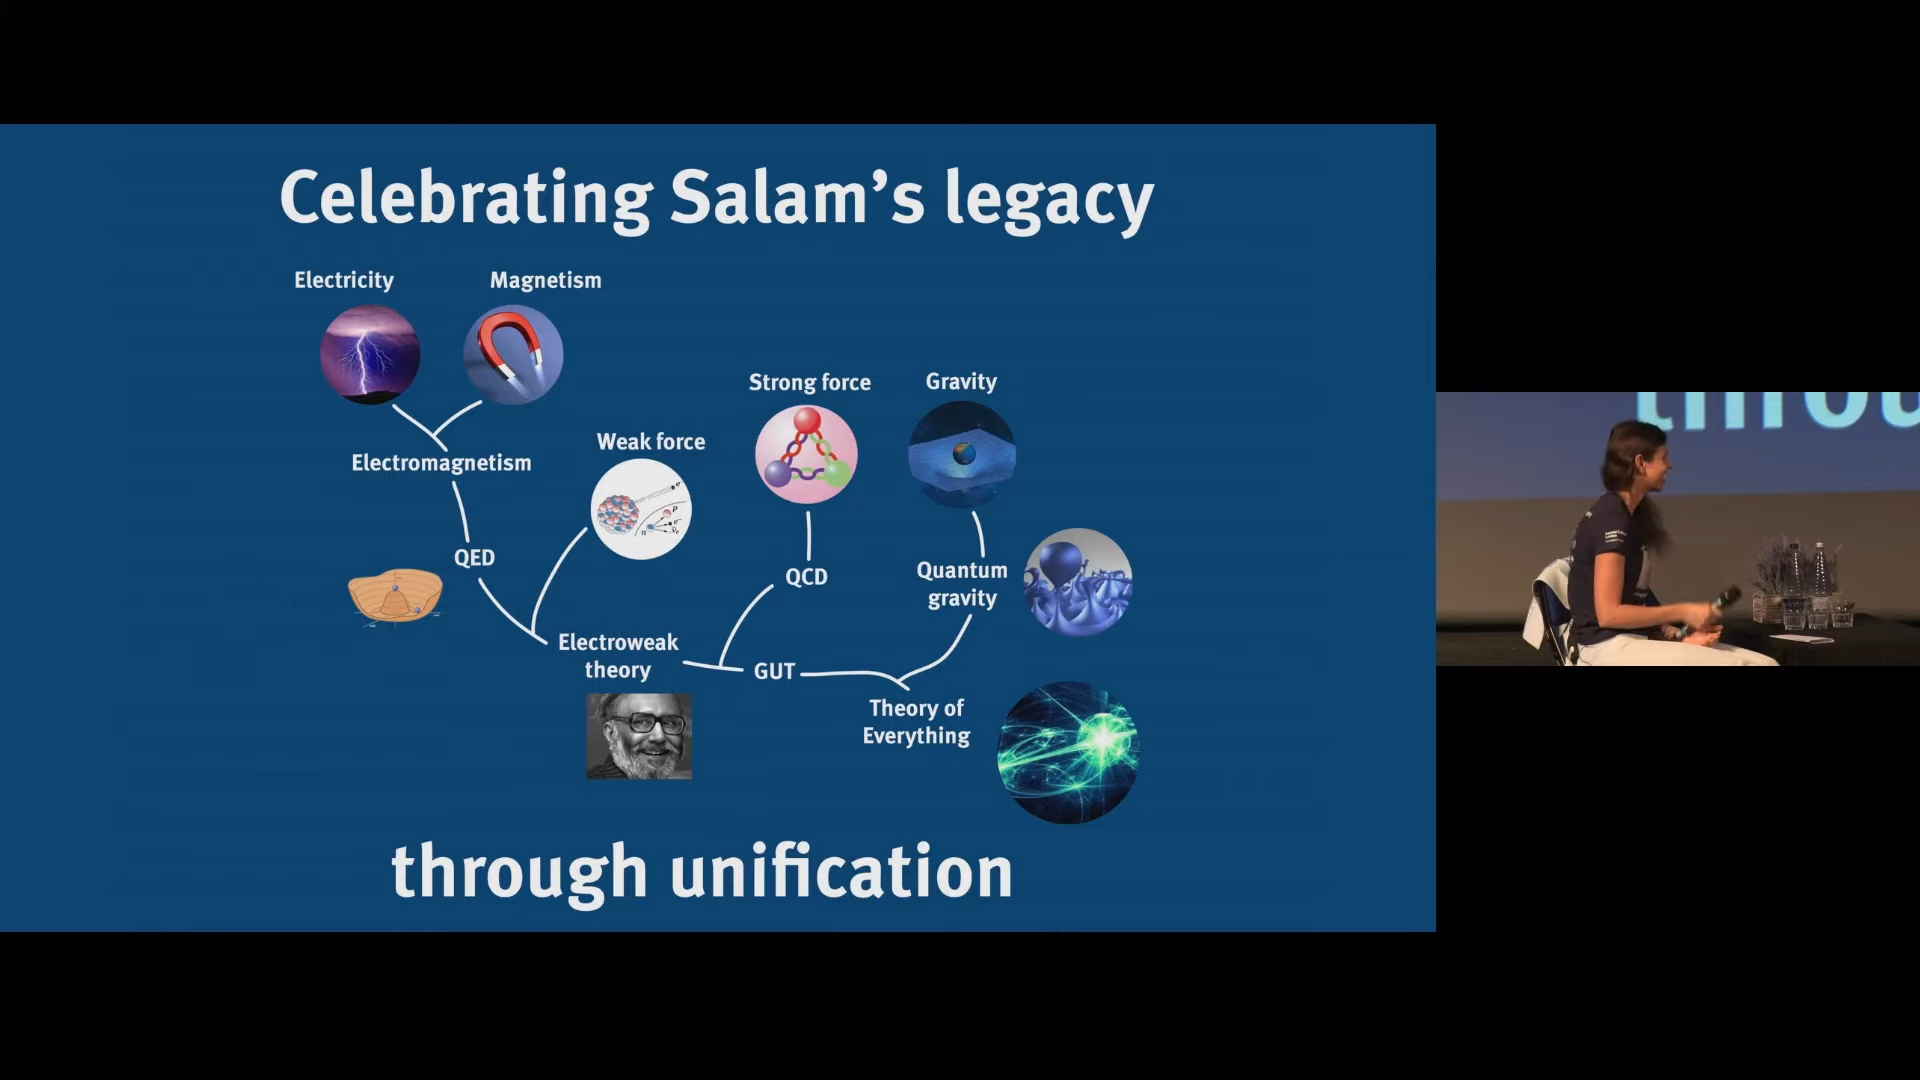 Celebrating Salam's legacy
Electricity
Magnetism
Strong force
Gravity
Weak force
Electromagnetism
QED
QCD
Quantum
gravity
Electroweak
theory
GUT
Theory of
Everything
through unification
throu